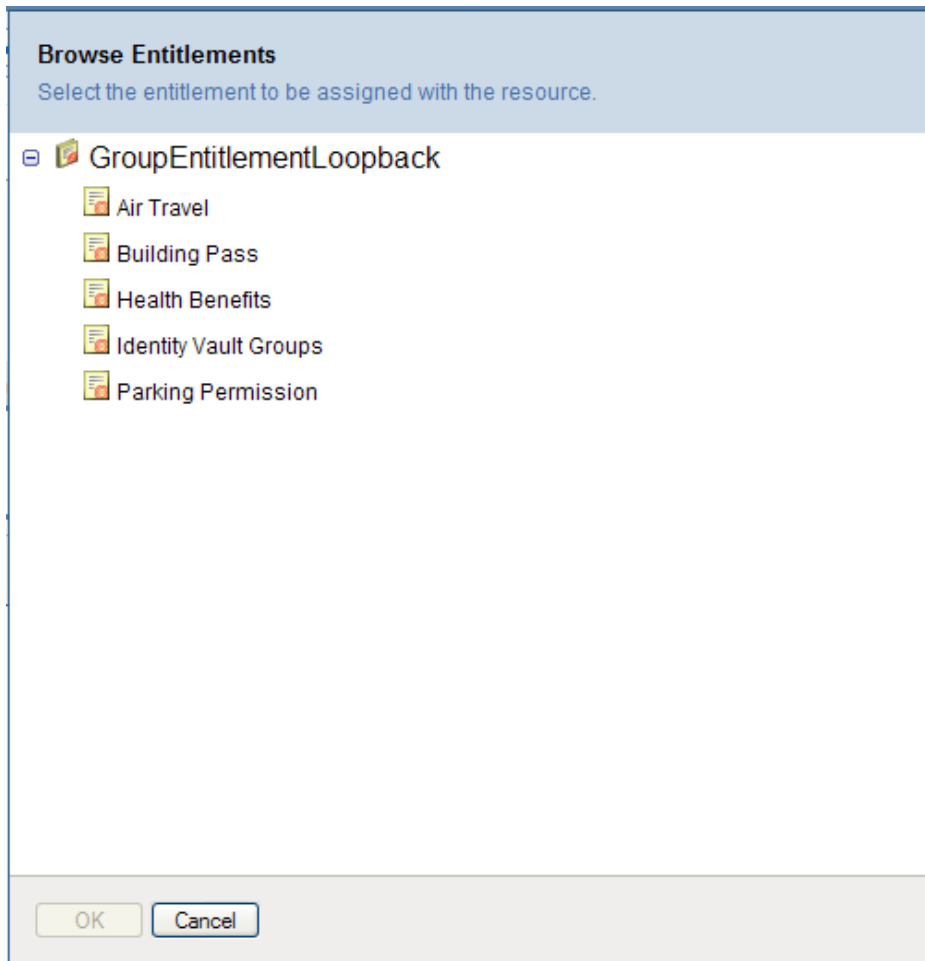 Browse Entitlements
Select the entitlement to be assigned with the resource.
GroupEntitlementLoopback
Air Travel
Building Pass
Health Benefits
Identity Vault Groups
Parking Permission
OK Cancel